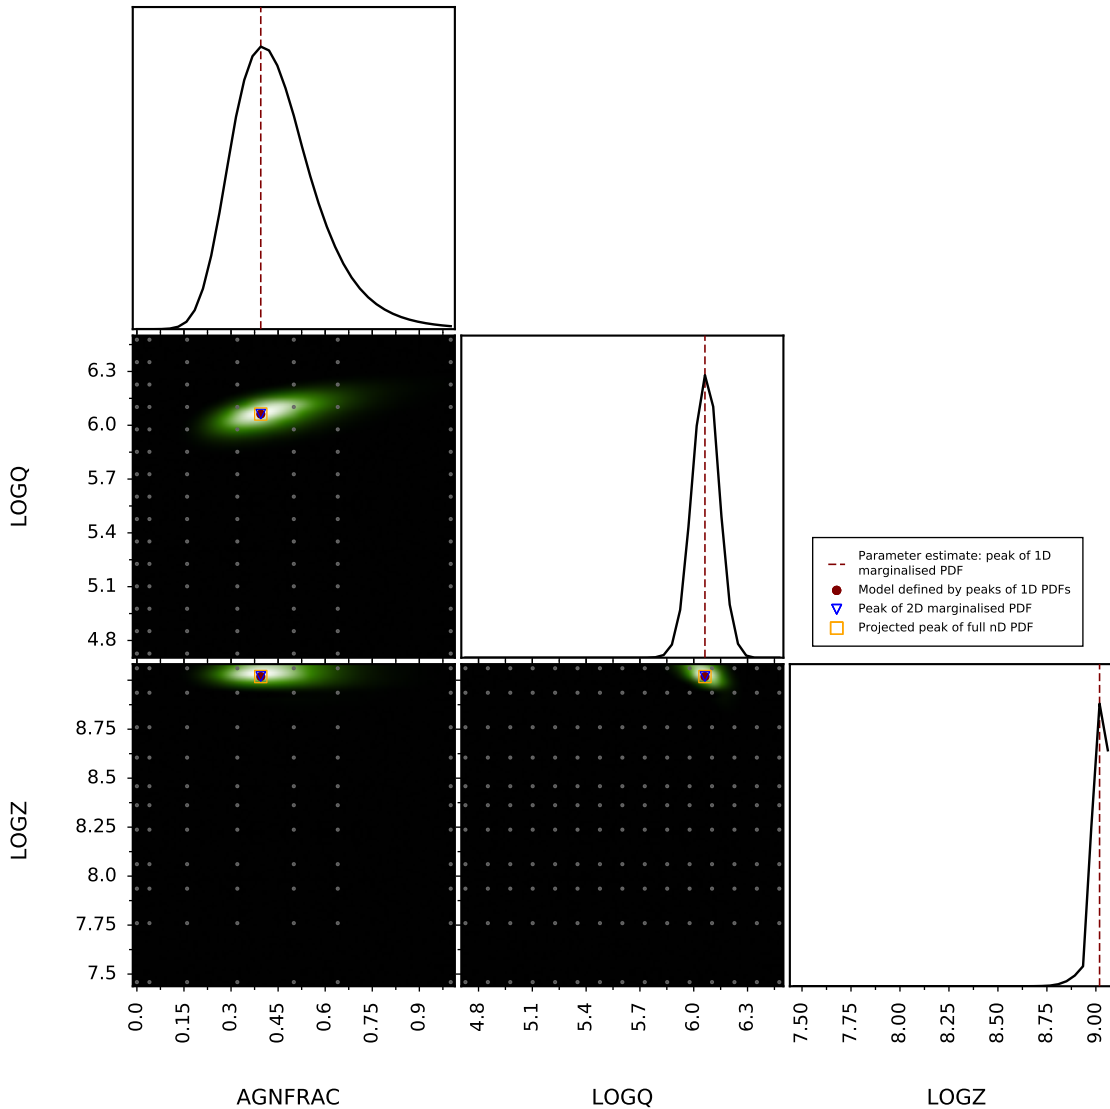 6.3
6.0
5.7
5.4
5.1
4.8
LOGQ
Parameter estimate: peak of 1D
marginalised PDF
Model defined by peaks of 1D PDFs
Peak of 2D marginalised PDF
Projected peak of full nD PDF
8.75
8.5
8.25
8.0
7.75
7.5
LOGZ
0.0 0.15 0.3 0.45 0.6 0.75 0.9
4.8 5.1 5.4 5.7 6.0 6.3
7.50 7.75 8.00 8.25 8.50 8.75 9.00
AGNFRAC LOGQ LOGZ